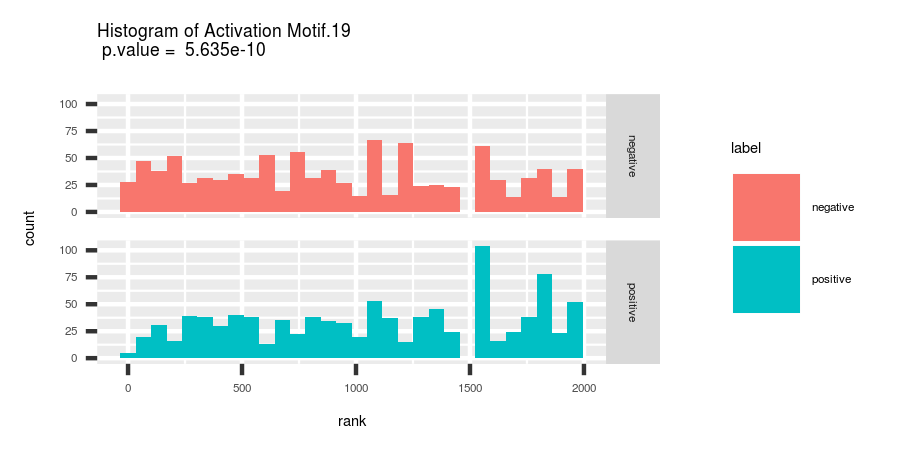 Histogram of Activation Motif.19
p.value = 5.635e-10
100
75
50
25
0
negative
100
75
50
25
0
positive
0 500 1000 1500 2000
rank
count
label
negative
positive